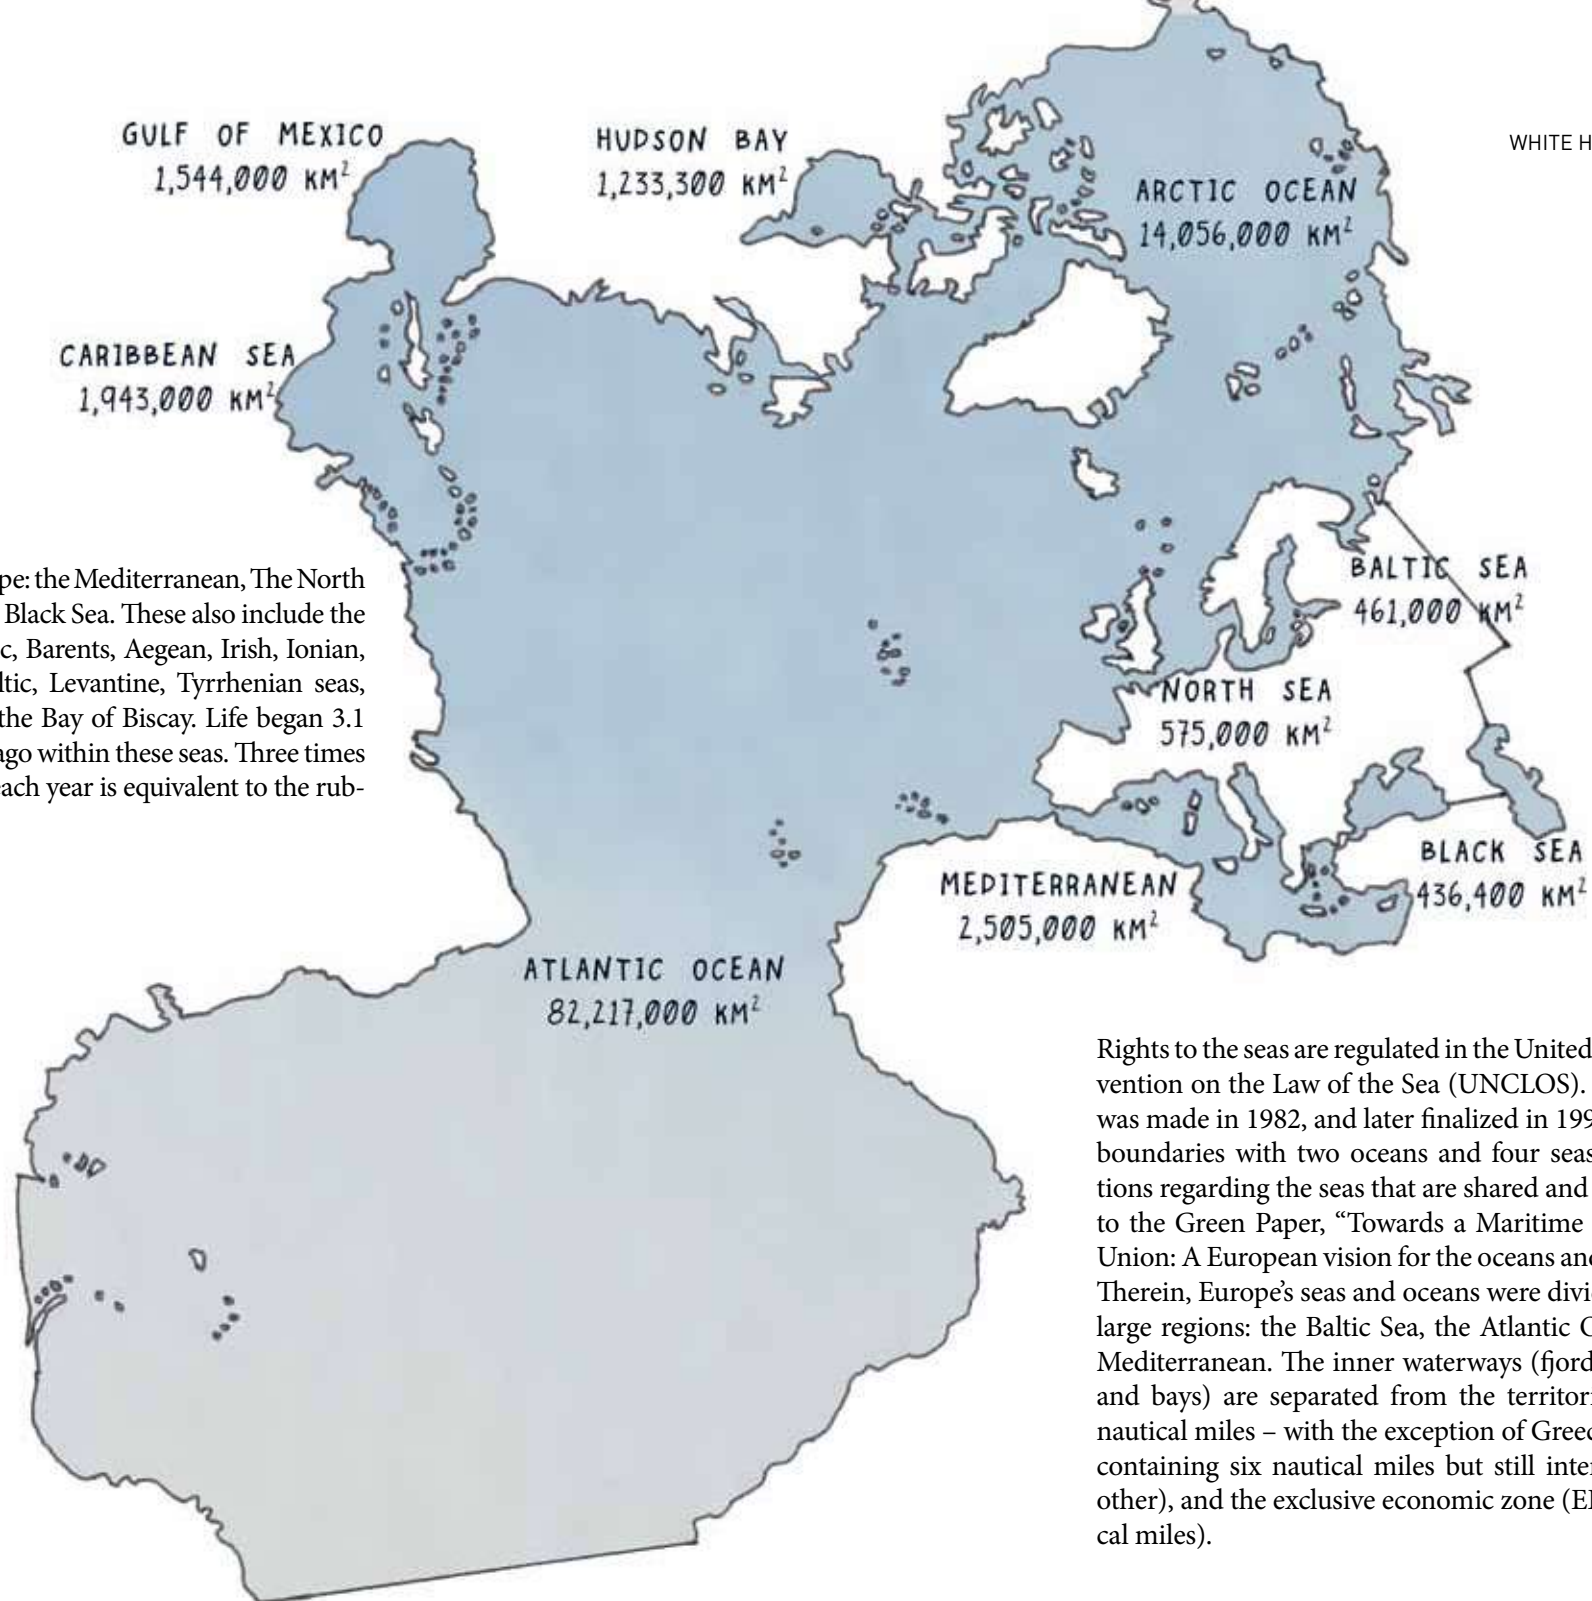 WHITE H
GULF OF MEXICO
1,544,000 KM²
HUDSON BAY
1,233,300 KM²
ARCTIC OCEAN
14,056,000 KM²
CARIBBEAN SEA
1,943,000 KM²
pe: the Mediterranean, The North
Black Sea. These also include the
c, Barents, Aegean, Irish, Ionian,
ltic, Levantine, Tyrrhenian seas,
the Bay of Biscay. Life began 3.1
ago within these seas. Three times
each year is equivalent to the rub-
BALTIC SEA
461,000 KM²
NORTH SEA
575,000 KM²
BLACK SEA
436,400 KM²
MEDITERRANEAN
2,505,000 KM²
ATLANTIC OCEAN
82,217,000 KM²
Rights to the seas are regulated in the United
vention on the Law of the Sea (UNCLOS).
was made in 1982, and later finalized in 199
boundaries with two oceans and four seas
tions regarding the seas that are shared and
to the Green Paper, “Towards a Maritime
Union: A European vision for the oceans and
Therein, Europe’s seas and oceans were divi
large regions: the Baltic Sea, the Atlantic O
Mediterranean. The inner waterways (fjord
and bays) are separated from the territori
nautical miles – with the exception of Greec
containing six nautical miles but still inter
other), and the exclusive economic zone (EE
cal miles).